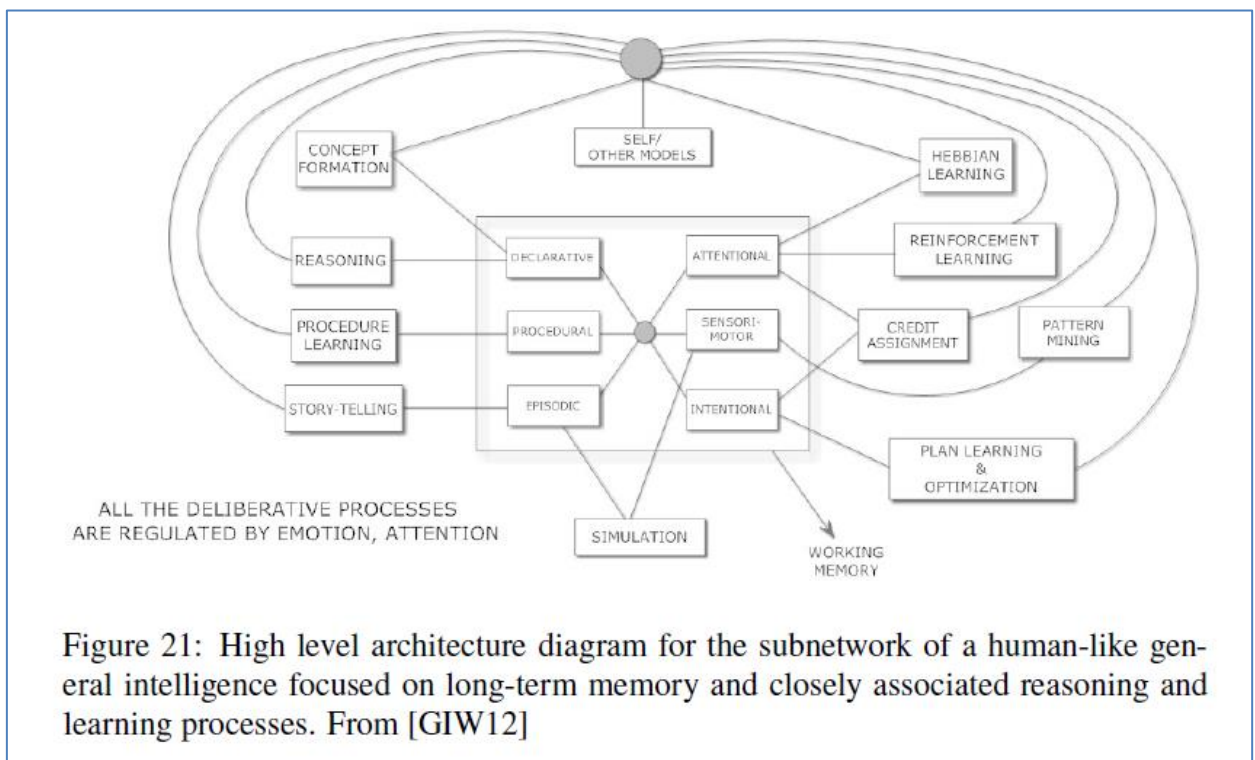 CONCEPT
FORMATION
SELF/
OTHER MODELS
HEBBIAN
LEARNING
REASONING
DECLARATIVE
ATTENTIONAL
REINFORCEMENT
LEARNING
PROCEDURE
LEARNING
PROCEDURAL
SENSORI-
MOTOR
CREDIT
ASSIGNMENT
PATTERN
MINING
STORY-TELLING
EPISODIC
INTENTIONAL
PLAN LEARNING
&
OPTIMIZATION
ALL THE DELIBERATIVE PROCESSES
ARE REGULATED BY EMOTION, ATTENTION
SIMULATION
WORKING
MEMORY
Figure 21: High level architecture diagram for the subnetwork of a human-like gen-
eral intelligence focused on long-term memory and closely associated reasoning and
learning processes. From [GIW12]